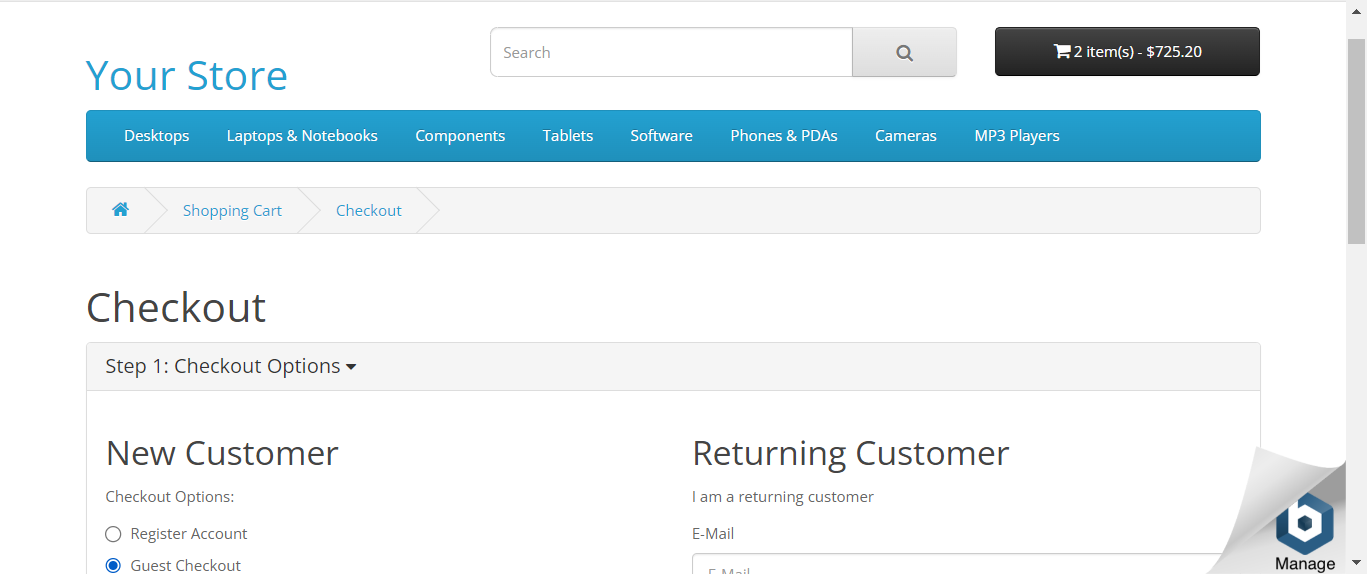 Search
2 item(s) - $725.20
Your Store
Desktops Laptops & Notebooks Components Tablets Software Phones & PDAs Cameras MP3 Players
Shopping Cart Checkout
Checkout
Step 1: Checkout Options
New Customer Returning Customer
Checkout Options: I am a returning customer
Register Account E-Mail
Guest Checkout E-Mail
Manage